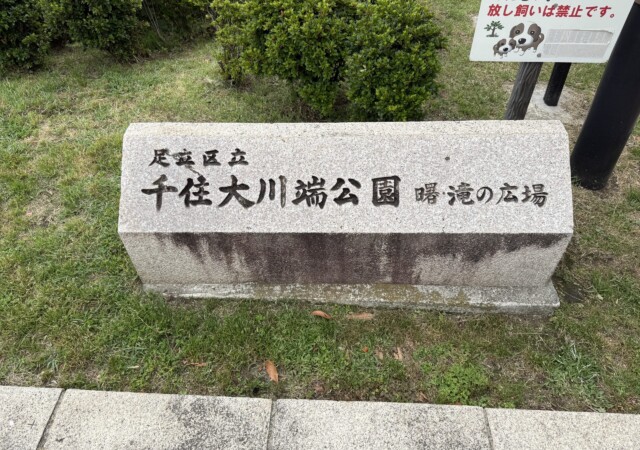 放し飼いは禁止です。
足立区立
千住大川端公園 曙・滝の広場